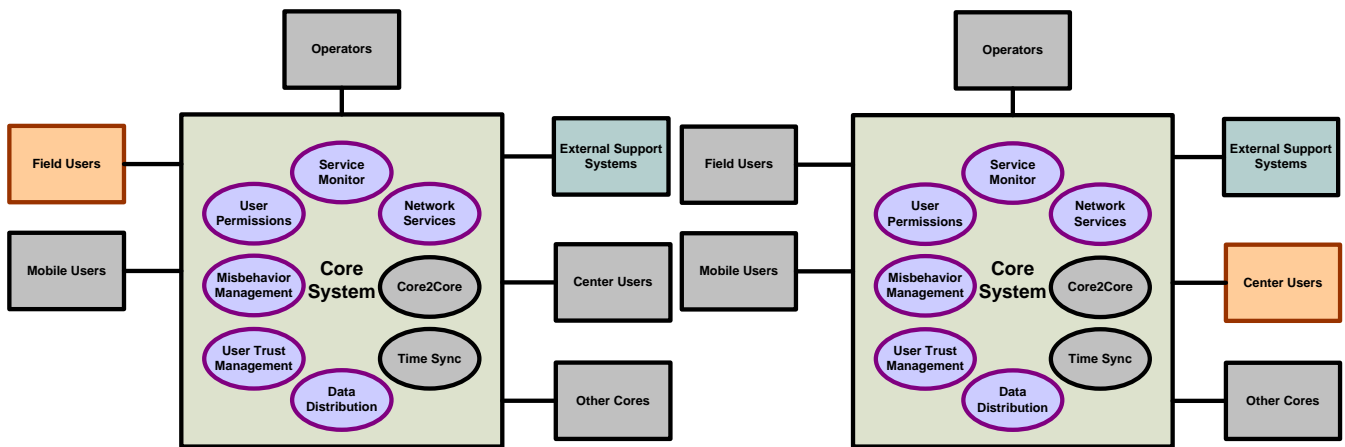 Operators
Field Users
Mobile Users
Service
Monitor
User
Permissions
Network
Services
Misbehavior
Management
Core
System
Core2Core
User Trust
Management
Time Sync
Data
Distribution
External Support
Systems
Center Users
Other Cores
Operators
Field Users
Mobile Users
Service
Monitor
User
Permissions
Network
Services
Misbehavior
Management
Core
System
Core2Core
User Trust
Management
Time Sync
Data
Distribution
External Support
Systems
Center Users
Other Cores